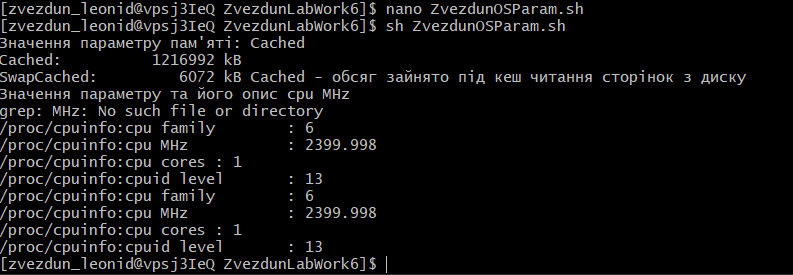 [zvezdun_leonid@vpsj3IeQ ZvezdunLabWork6]$ nano ZvezdunOSParam.sh
[zvezdun_leonid@vpsj3IeQ ZvezdunLabWork6]$ sh ZvezdunOSParam.sh
Значення параметру пам'яті: Cached
Cached:          1216992 kB
SwapCached:         6072 kB Cached – обсяг зайнято під кеш читання сторінок з диску
Значення параметру та його опис cpu MHz
grep: MHz: No such file or directory
/proc/cpuinfo:cpu family        : 6
/proc/cpuinfo:cpu MHz           : 2399.998
/proc/cpuinfo:cpu cores : 1
/proc/cpuinfo:cpuid level       : 13
/proc/cpuinfo:cpu family        : 6
/proc/cpuinfo:cpu MHz           : 2399.998
/proc/cpuinfo:cpu cores : 1
/proc/cpuinfo:cpuid level       : 13
[zvezdun_leonid@vpsj3IeQ ZvezdunLabWork6]$